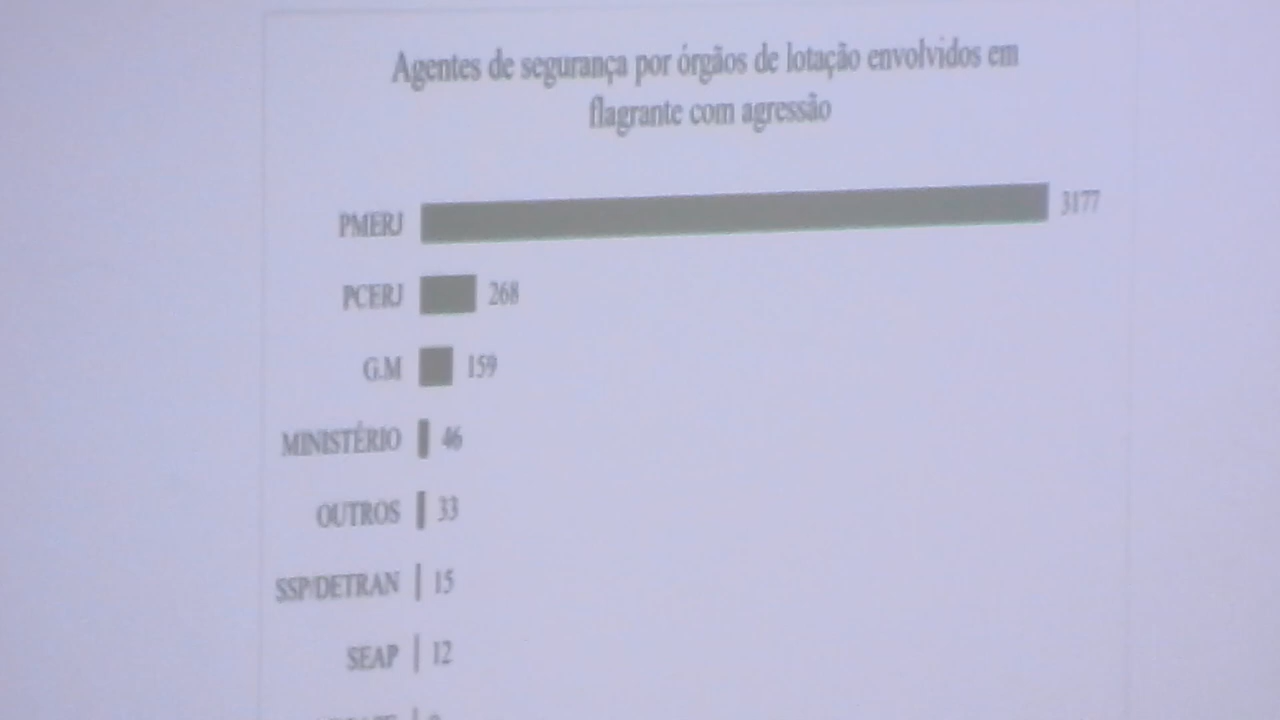 Agentes de segurança por órgãos de lotação envolvidos em
flagrante com agressão
PMERJ 3177
PCERJ 268
G.M 159
MINISTÉRIO 46
OUTROS 33
SSP/DETRAN 15
SEAP 12